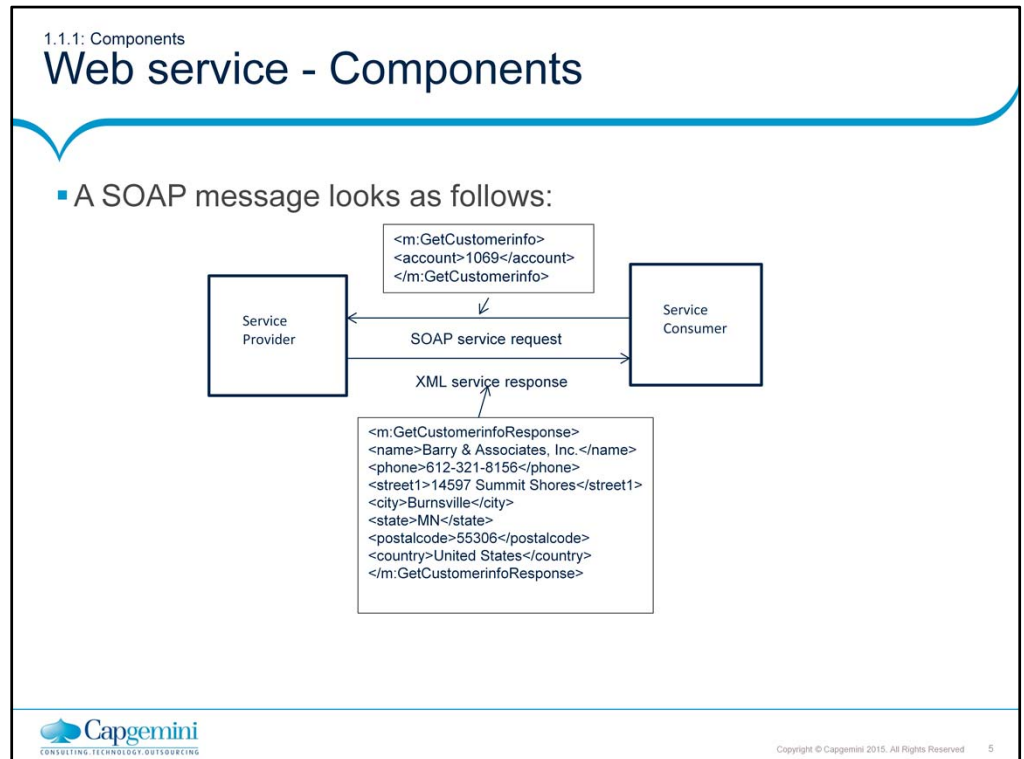 1.1.1: Components
Web service - Components
▪ A SOAP message looks as follows:
<m:GetCustomerinfo>
<account>1069</account>
</m:GetCustomerinfo>
Service
Provider
SOAP service request
XML service response
Service
Consumer
<m:GetCustomerinfoResponse>
<name>Barry & Associates, Inc.</name>
<phone>612-321-8156</phone>
<street1>14597 Summit Shores</street1>
<city>Burnsville</city>
<state>MN</state>
<postalcode>55306</postalcode>
<country>United States</country>
</m:GetCustomerinfoResponse>
Capgemini
CONSULTING.TECHNOLOGY.OUTSOURCING
Copyright © Capgemini 2015. All Rights Reserved 5